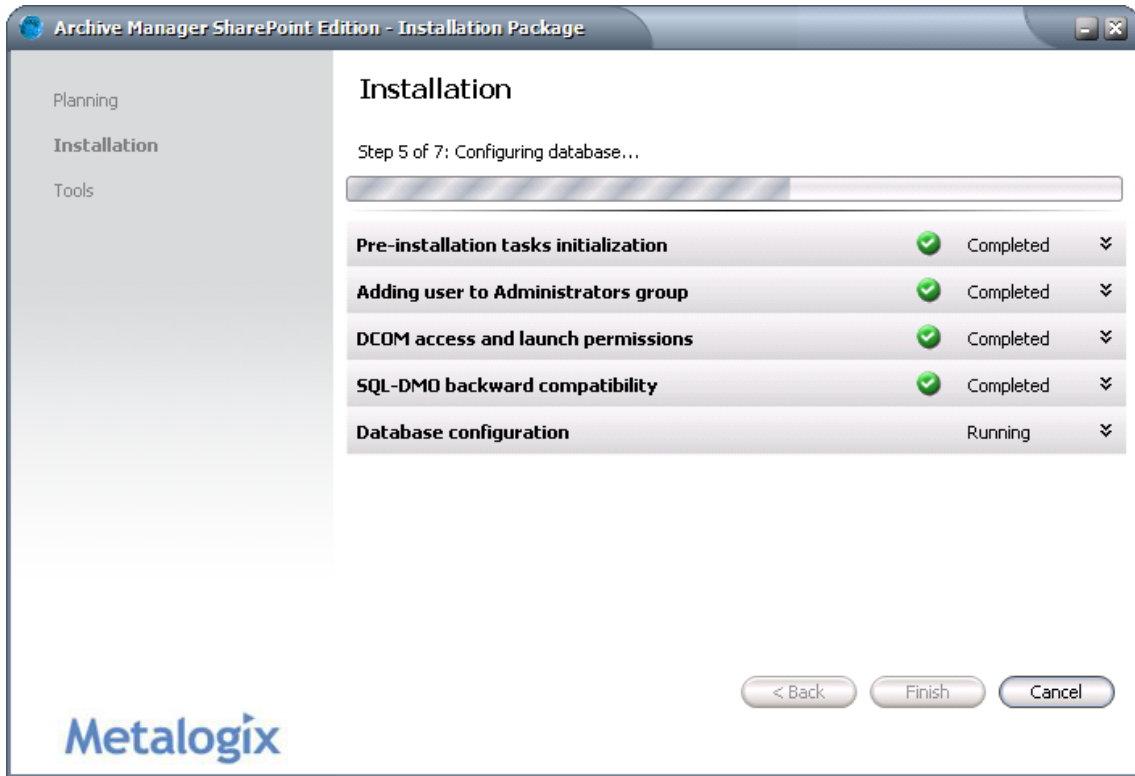 Archive Manager SharePoint Edition - Installation Package
Planning
Installation
Tools
Installation
Step 5 of 7: Configuring database...
Pre-installation tasks initialization Completed
Adding user to Administrators group Completed
DCOM access and launch permissions Completed
SQL-DMO backward compatibility Completed
Database configuration Running
< Back Finish Cancel
Metalogix